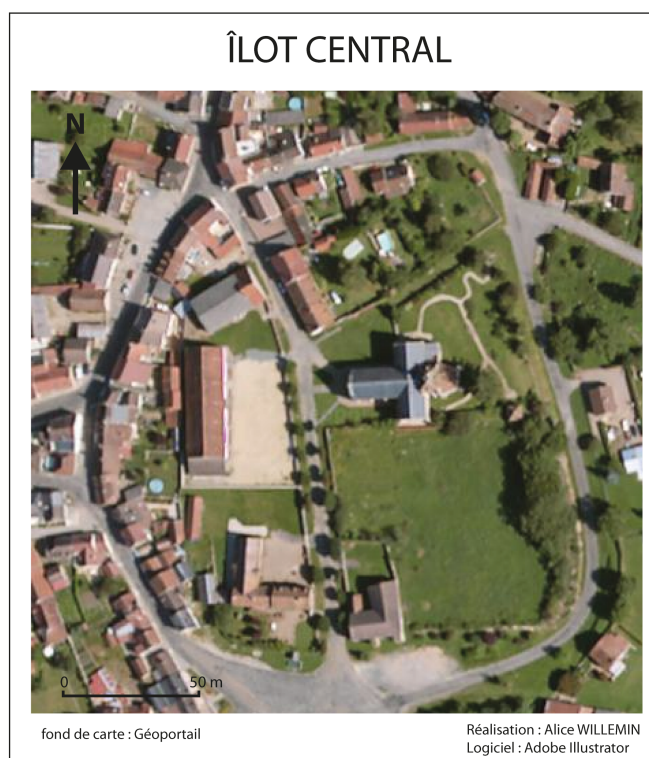 ÎLOT CENTRAL
N
0 50 m
fond de carte : Géoportail
Réalisation : Alice WILLEMIN
Logiciel : Adobe Illustrator